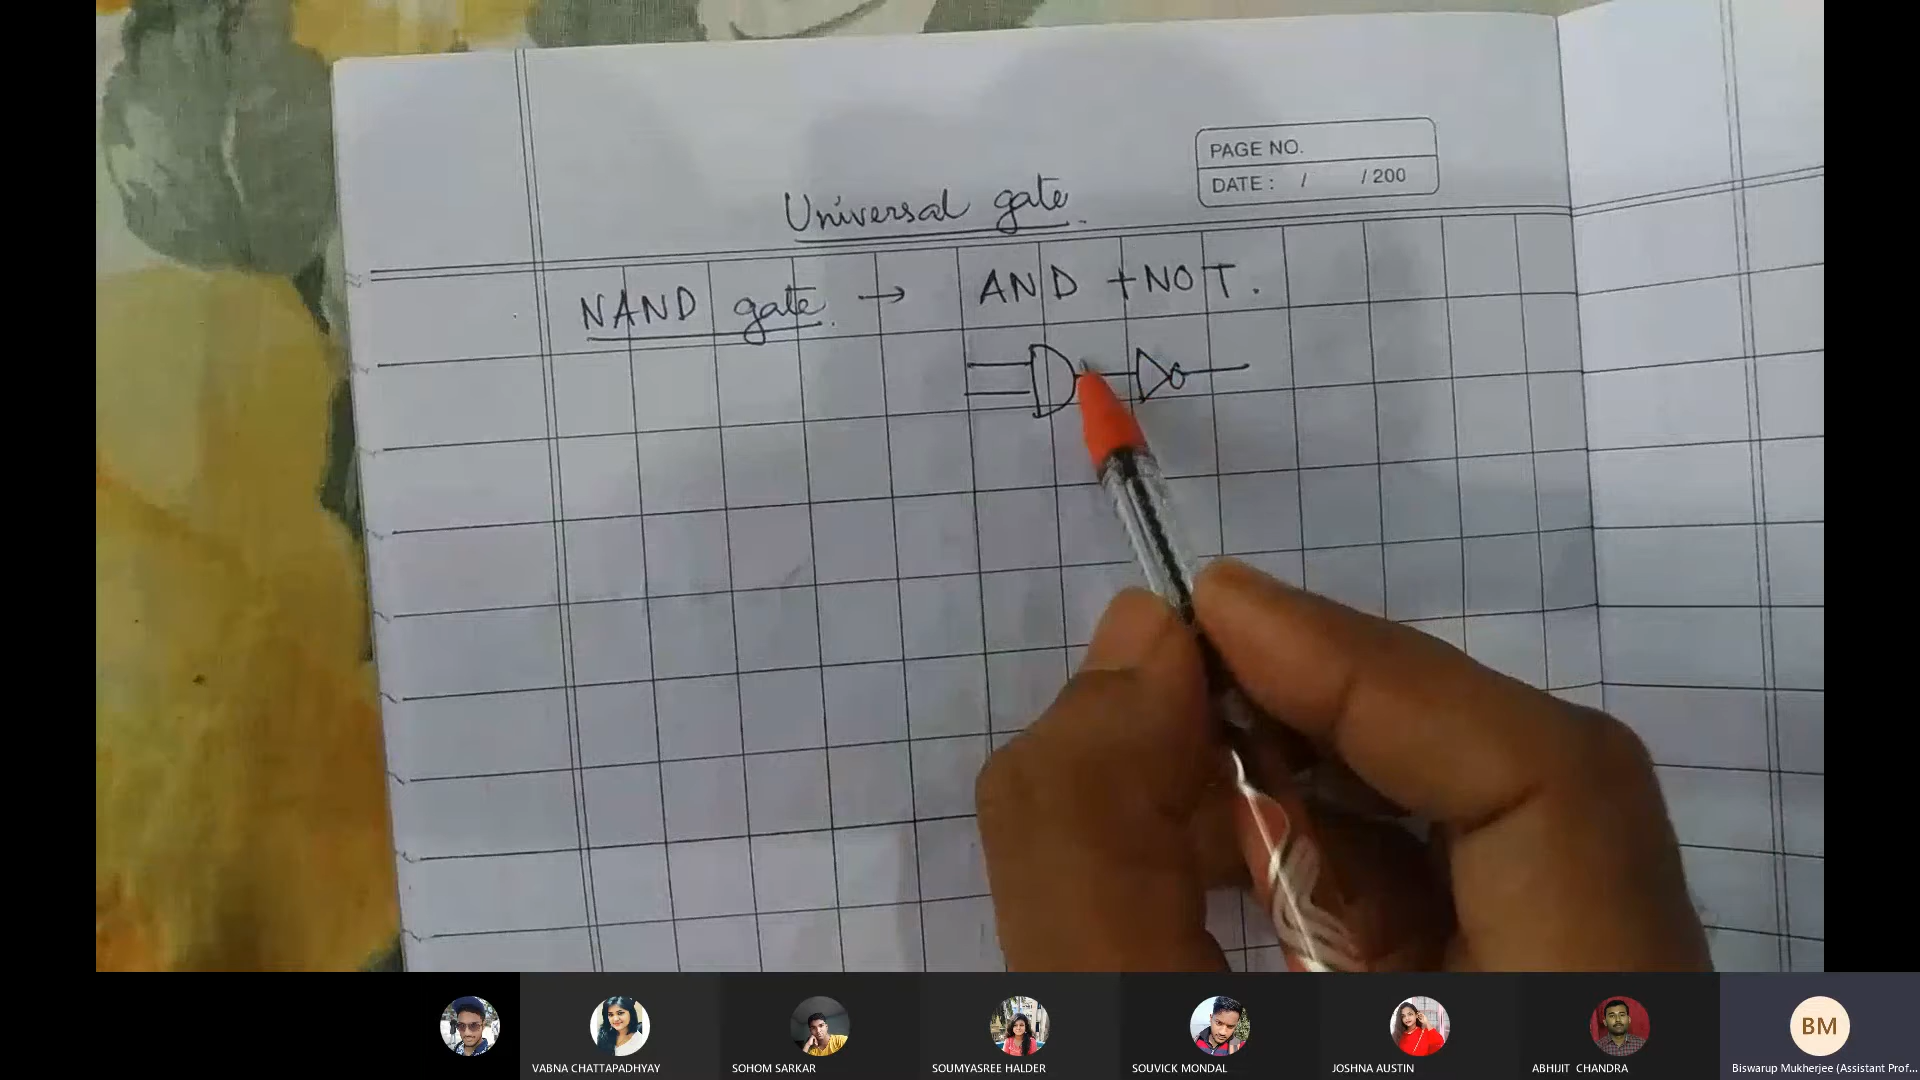 PAGE NO.
DATE : / / 200
Universal gate.
NAND gate. → AND + NOT.
VABNA CHATTAPADHYAY
SOHOM SARKAR
SOUMYASREE HALDER
SOUVICK MONDAL
JOSHNA AUSTIN
ABHIJIT CHANDRA
BM
Biswarup Mukherjee (Assistant Prof...